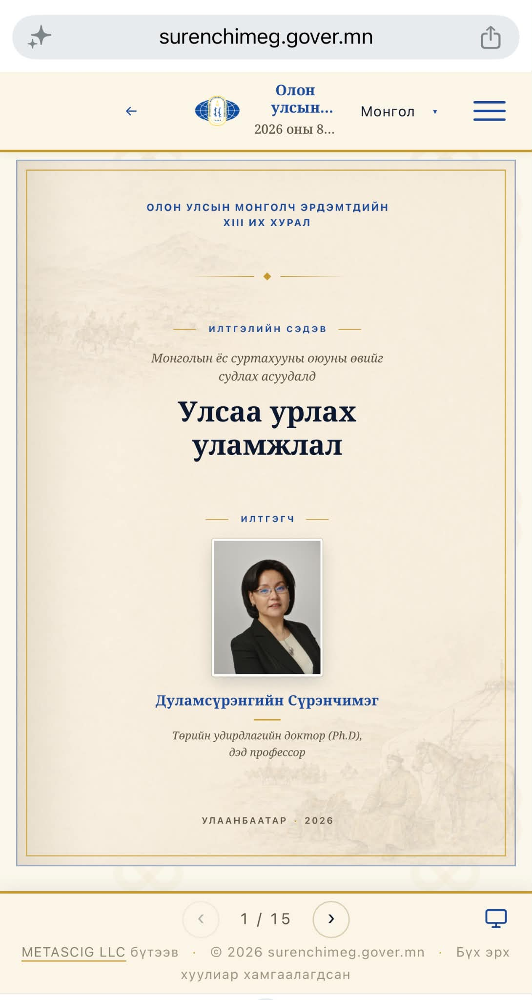 surenchimeg.gover.mn
Олон
улсын...
2026 оны 8...
Монгол
ОЛОН УЛСЫН МОНГОЛЧ ЭРДЭМТДИЙН
XIII ИХ ХУРАЛ
ИЛТГЭЛИЙН СЭДЭВ
Монголын ёс суртахууны оюуны өвийг
судлах асуудалд
Улсаа урлах
уламжлал
ИЛТГЭГЧ
Дуламсүрэнгийн Сүрэнчимэг
Төрийн удирдлагийн доктор (Ph.D),
дэд профессор
УЛААНБААТАР · 2026
1 / 15
METASCIG LLC бүтээв · © 2026 surenchimeg.gover.mn · Бүх эрх
хуулиар хамгаалагдсан